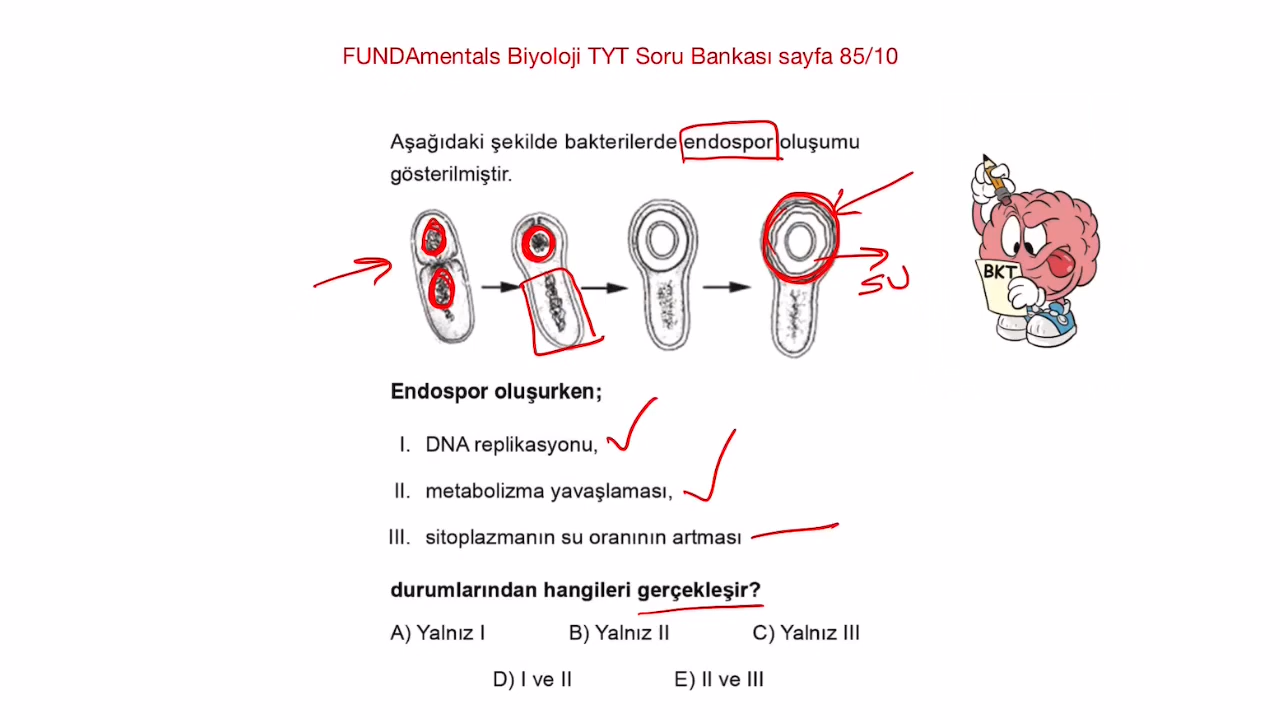 FUNDAmentals Biyoloji TYT Soru Bankası sayfa 85/10
Aşağıdaki şekilde bakterilerde endospor oluşumu
gösterilmiştir.
SU
BKT
Endospor oluşurken;
I. DNA replikasyonu,
II. metabolizma yavaşlaması,
III. sitoplazmanın su oranının artması
durumlarından hangileri gerçekleşir?
A) Yalnız I B) Yalnız II C) Yalnız III
D) I ve II E) II ve III